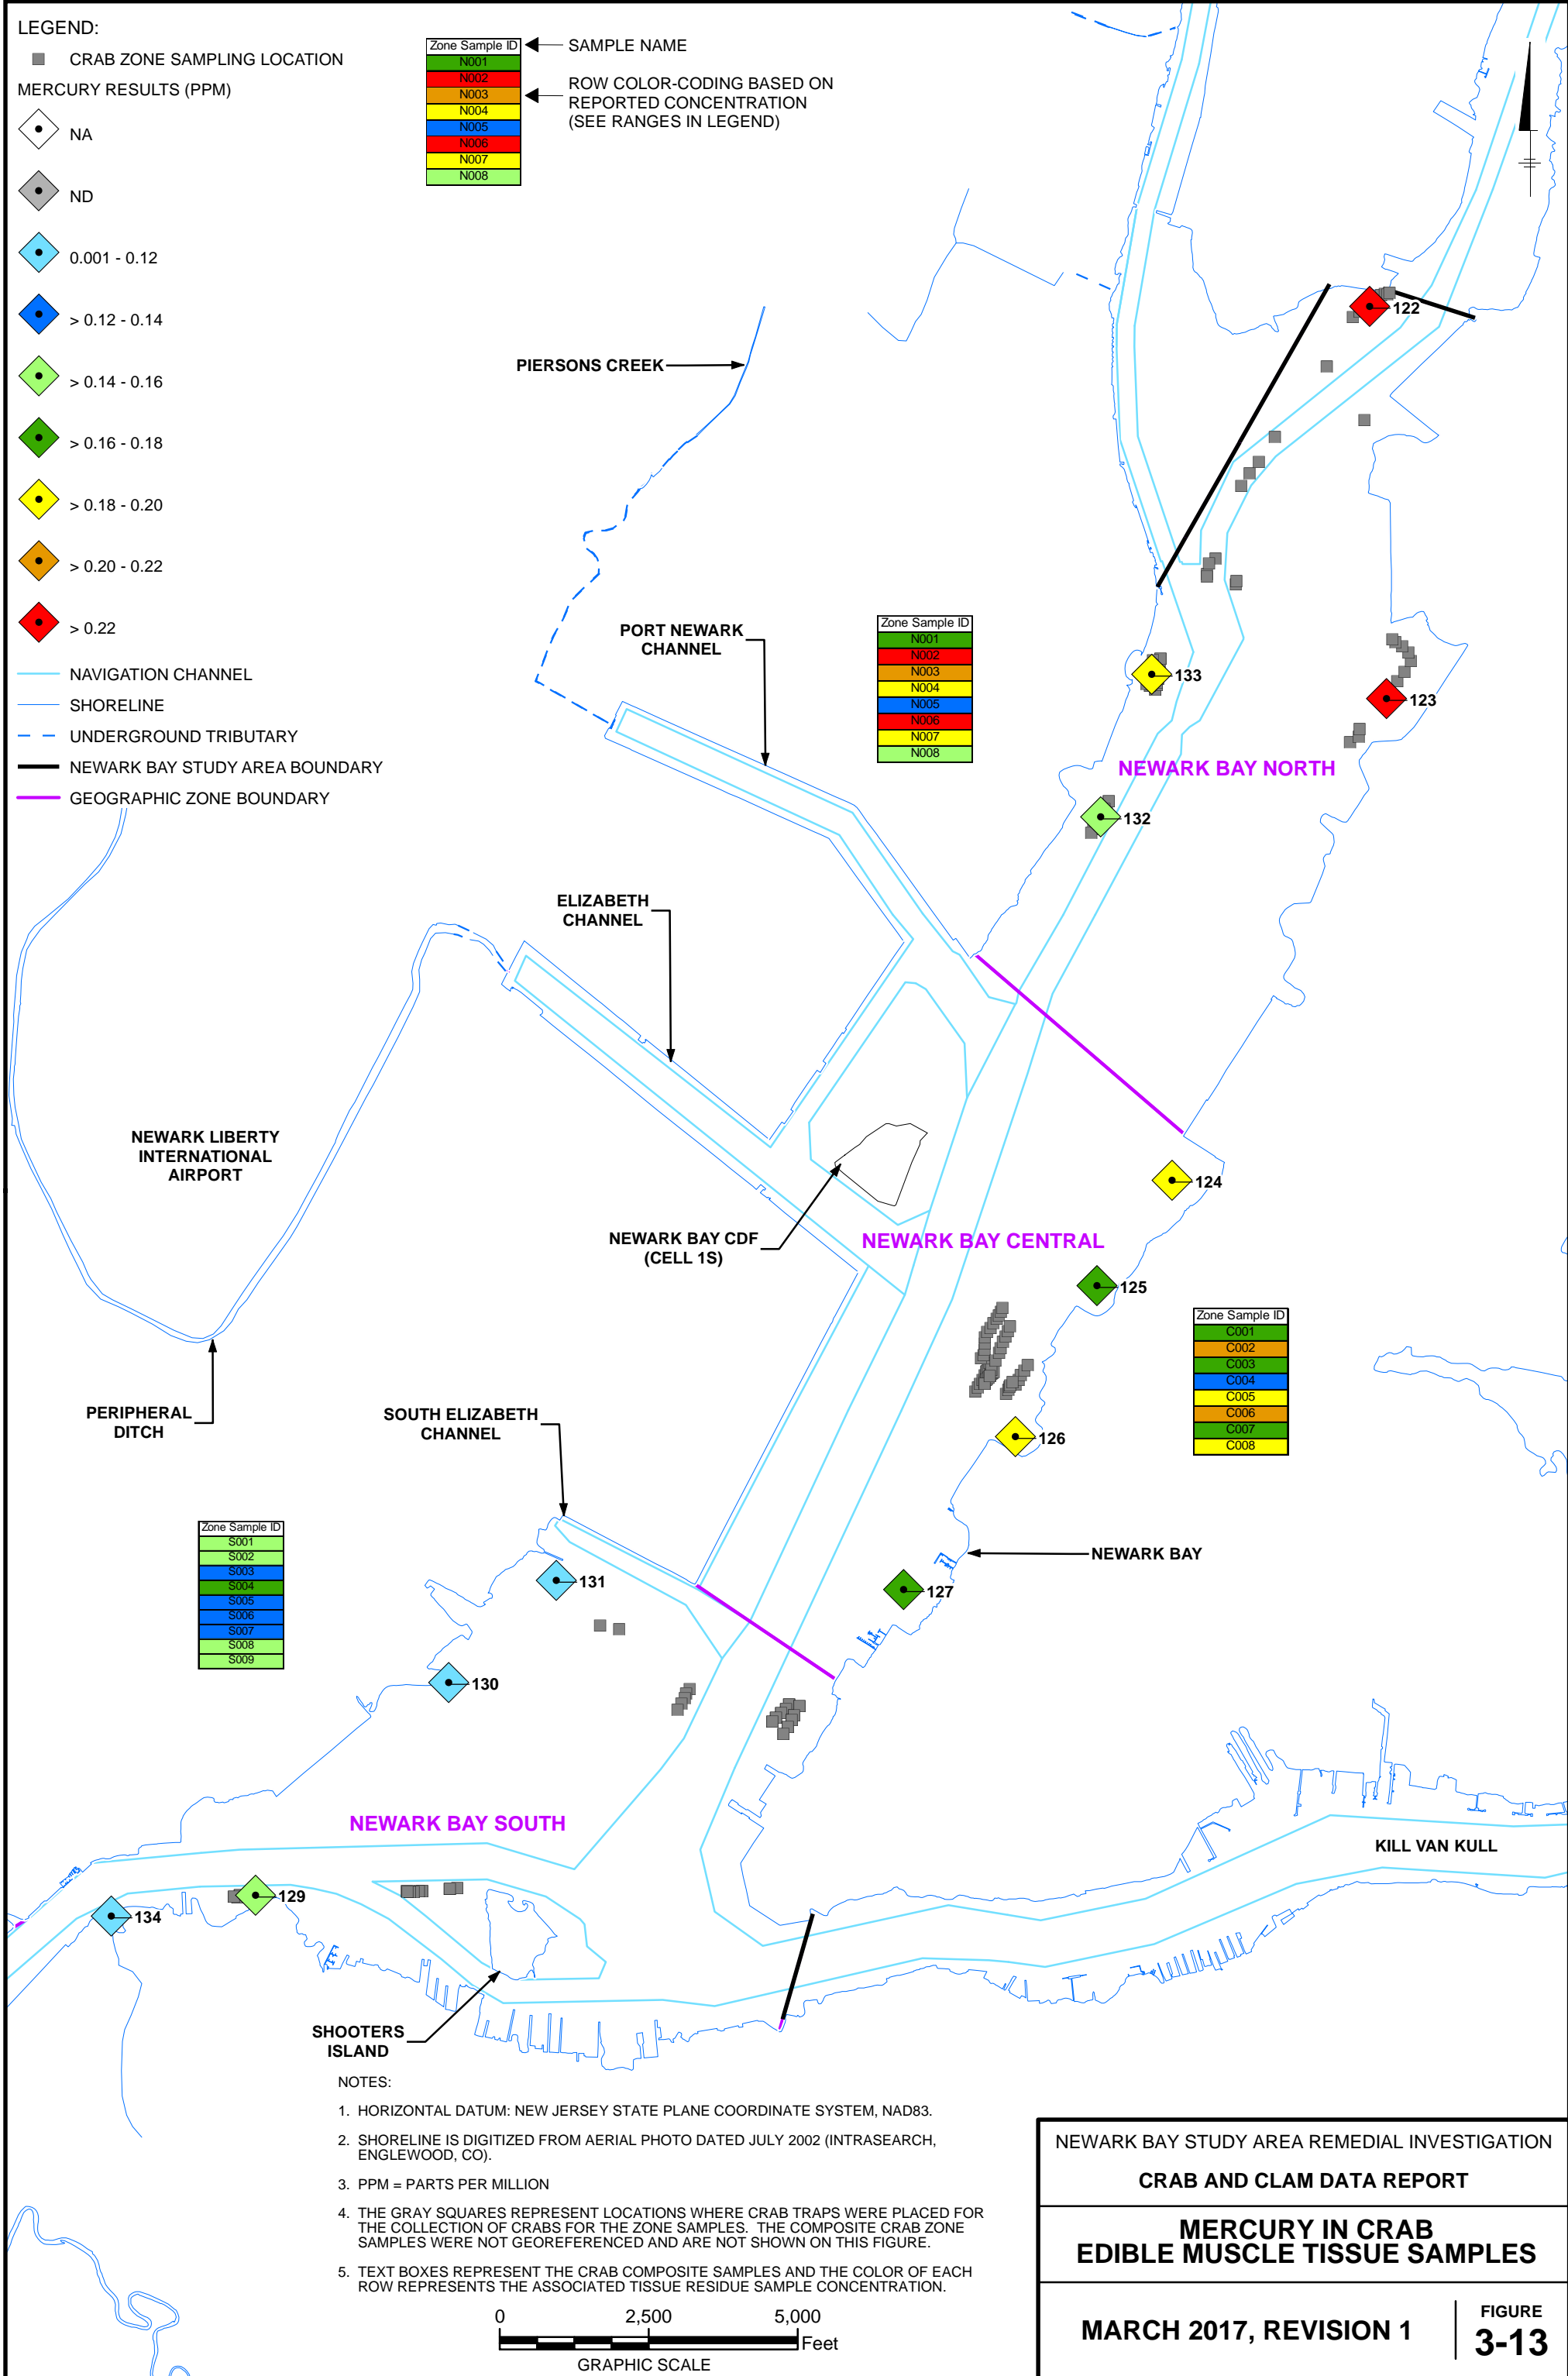 LEGEND:
CRAB ZONE SAMPLING LOCATION
MERCURY RESULTS (PPM)
NA
ND
0.001 - 0.12
> 0.12 - 0.14
> 0.14 - 0.16
> 0.16 - 0.18
> 0.18 - 0.20
> 0.20 - 0.22
> 0.22
NAVIGATION CHANNEL
SHORELINE
UNDERGROUND TRIBUTARY
NEWARK BAY STUDY AREA BOUNDARY
GEOGRAPHIC ZONE BOUNDARY
Zone Sample ID
N001
N002
N003
N004
N005
N006
N007
N008
SAMPLE NAME
ROW COLOR-CODING BASED ON
REPORTED CONCENTRATION
(SEE RANGES IN LEGEND)
122
PIERSONS CREEK
PORT NEWARK
CHANNEL
Zone Sample ID
N001
N002
N003
N004
N005
N006
N007
N008
133
123
NEWARK BAY NORTH
132
ELIZABETH
CHANNEL
NEWARK LIBERTY
INTERNATIONAL
AIRPORT
124
NEWARK BAY CDF
(CELL 1S)
NEWARK BAY CENTRAL
125
Zone Sample ID
C001
C002
C003
C004
C005
C006
C007
C008
PERIPHERAL
DITCH
SOUTH ELIZABETH
CHANNEL
126
Zone Sample ID
S001
S002
S003
S004
S005
S006
S007
S008
S009
NEWARK BAY
131
127
130
NEWARK BAY SOUTH
KILL VAN KULL
129
134
SHOOTERS
ISLAND
NOTES:
1. HORIZONTAL DATUM: NEW JERSEY STATE PLANE COORDINATE SYSTEM, NAD83.
2. SHORELINE IS DIGITIZED FROM AERIAL PHOTO DATED JULY 2002 (INTRASEARCH,
ENGLEWOOD, CO).
3. PPM = PARTS PER MILLION
4. THE GRAY SQUARES REPRESENT LOCATIONS WHERE CRAB TRAPS WERE PLACED FOR
THE COLLECTION OF CRABS FOR THE ZONE SAMPLES. THE COMPOSITE CRAB ZONE
SAMPLES WERE NOT GEOREFERENCED AND ARE NOT SHOWN ON THIS FIGURE.
5. TEXT BOXES REPRESENT THE CRAB COMPOSITE SAMPLES AND THE COLOR OF EACH
ROW REPRESENTS THE ASSOCIATED TISSUE RESIDUE SAMPLE CONCENTRATION.
0 2,500 5,000
Feet
GRAPHIC SCALE
NEWARK BAY STUDY AREA REMEDIAL INVESTIGATION
CRAB AND CLAM DATA REPORT
MERCURY IN CRAB
EDIBLE MUSCLE TISSUE SAMPLES
MARCH 2017, REVISION 1
FIGURE
3-13